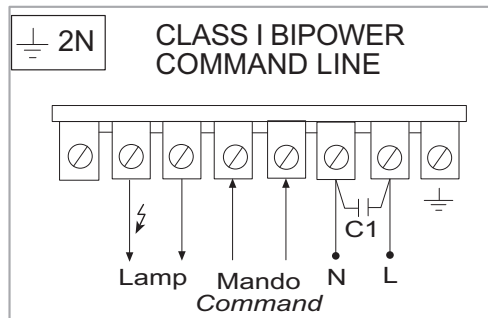 2N
CLASS I BIPOWER
COMMAND LINE
C1
Lamp
Mando
N
L
Command